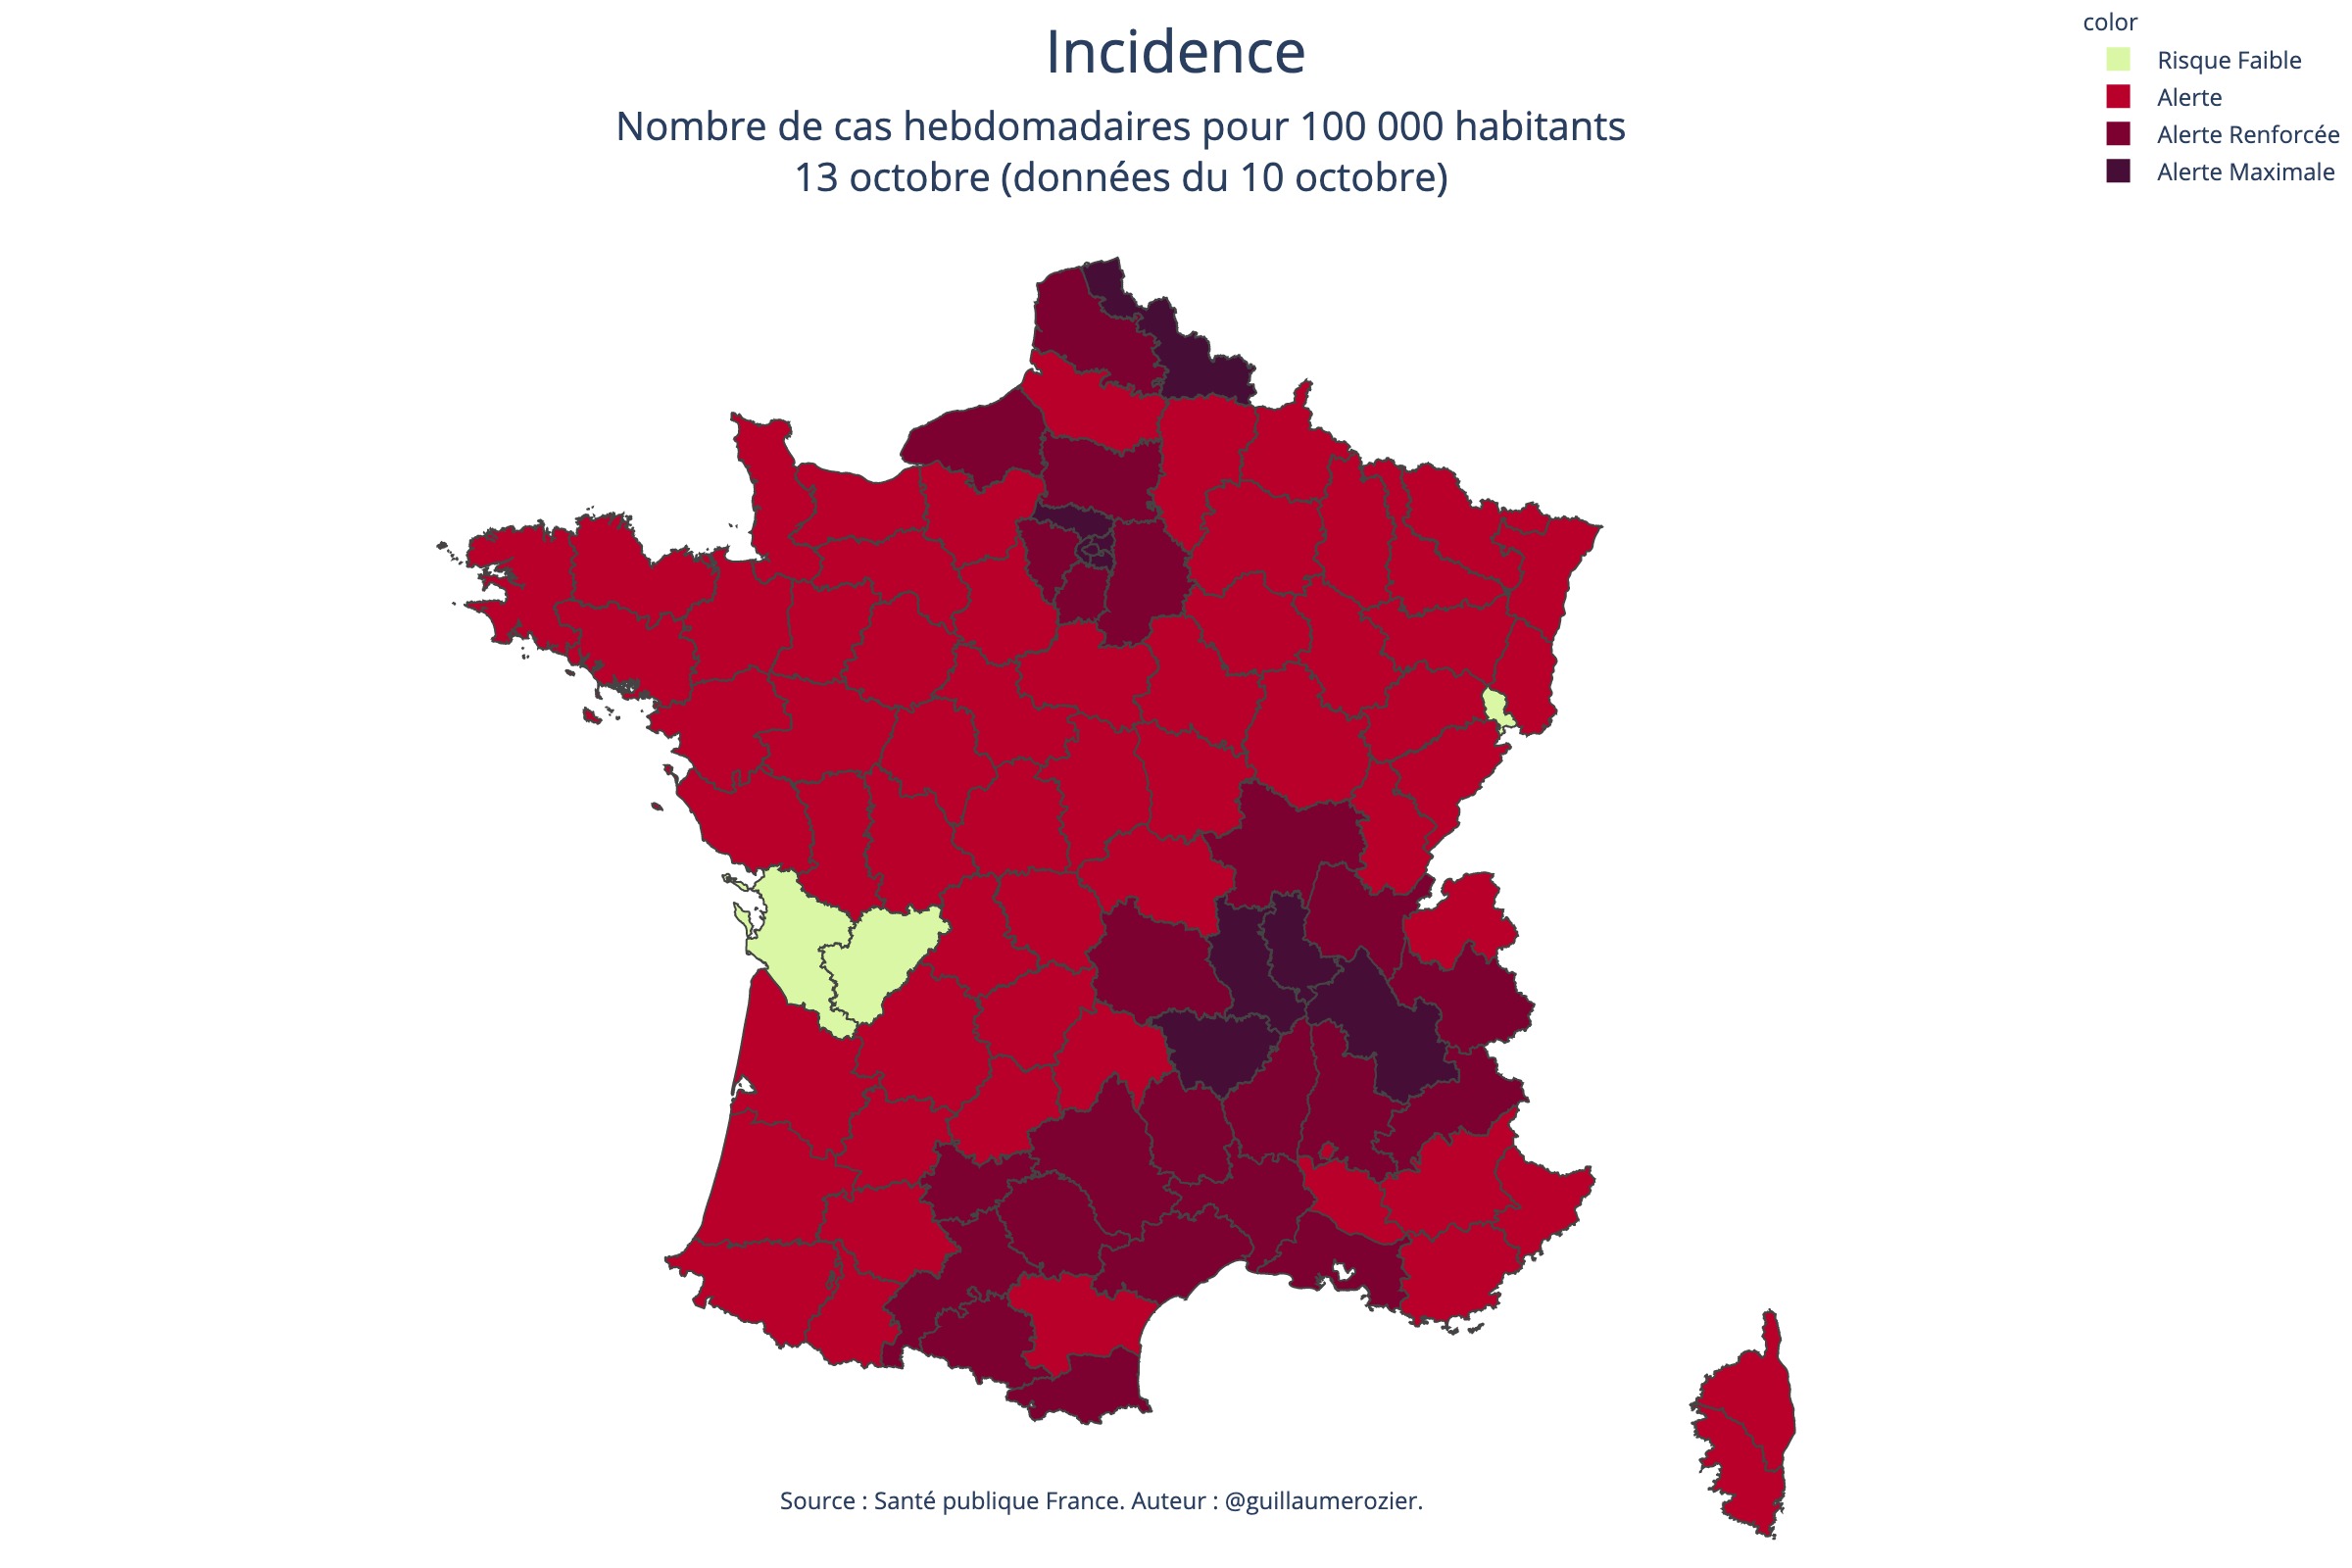 Incidence
Nombre de cas hebdomadaires pour 100 000 habitants
13 octobre (données du 10 octobre)
color
Risque Faible
Alerte
Alerte Renforcée
Alerte Maximale
Source : Santé publique France. Auteur : @guillaumerozier.